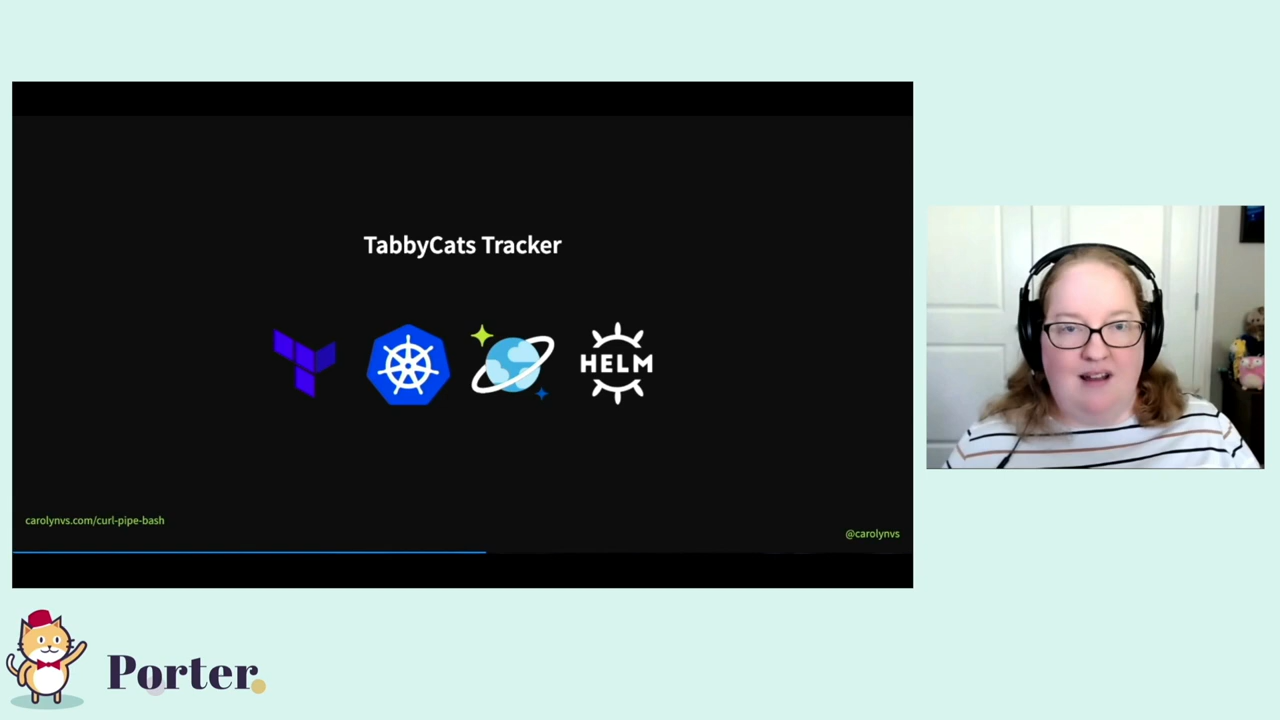 TabbyCats Tracker
HELM
carolynvs.com/curl-pipe-bash
@carolynvs
Porter.